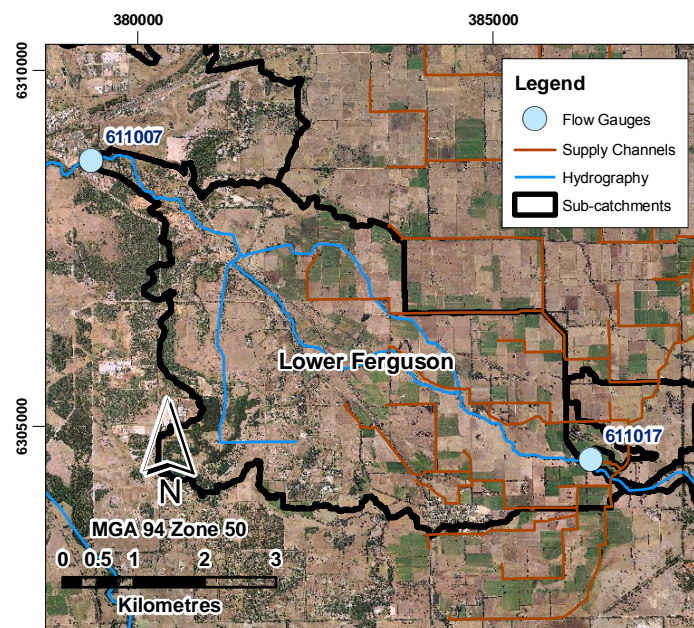 380000
385000
6310000
6305000
Legend
Flow Gauges
Supply Channels
Hydrography
Sub-catchments
611007
Lower Ferguson
611017
N
MGA 94 Zone 50
0 0.5 1 2 3
Kilometres